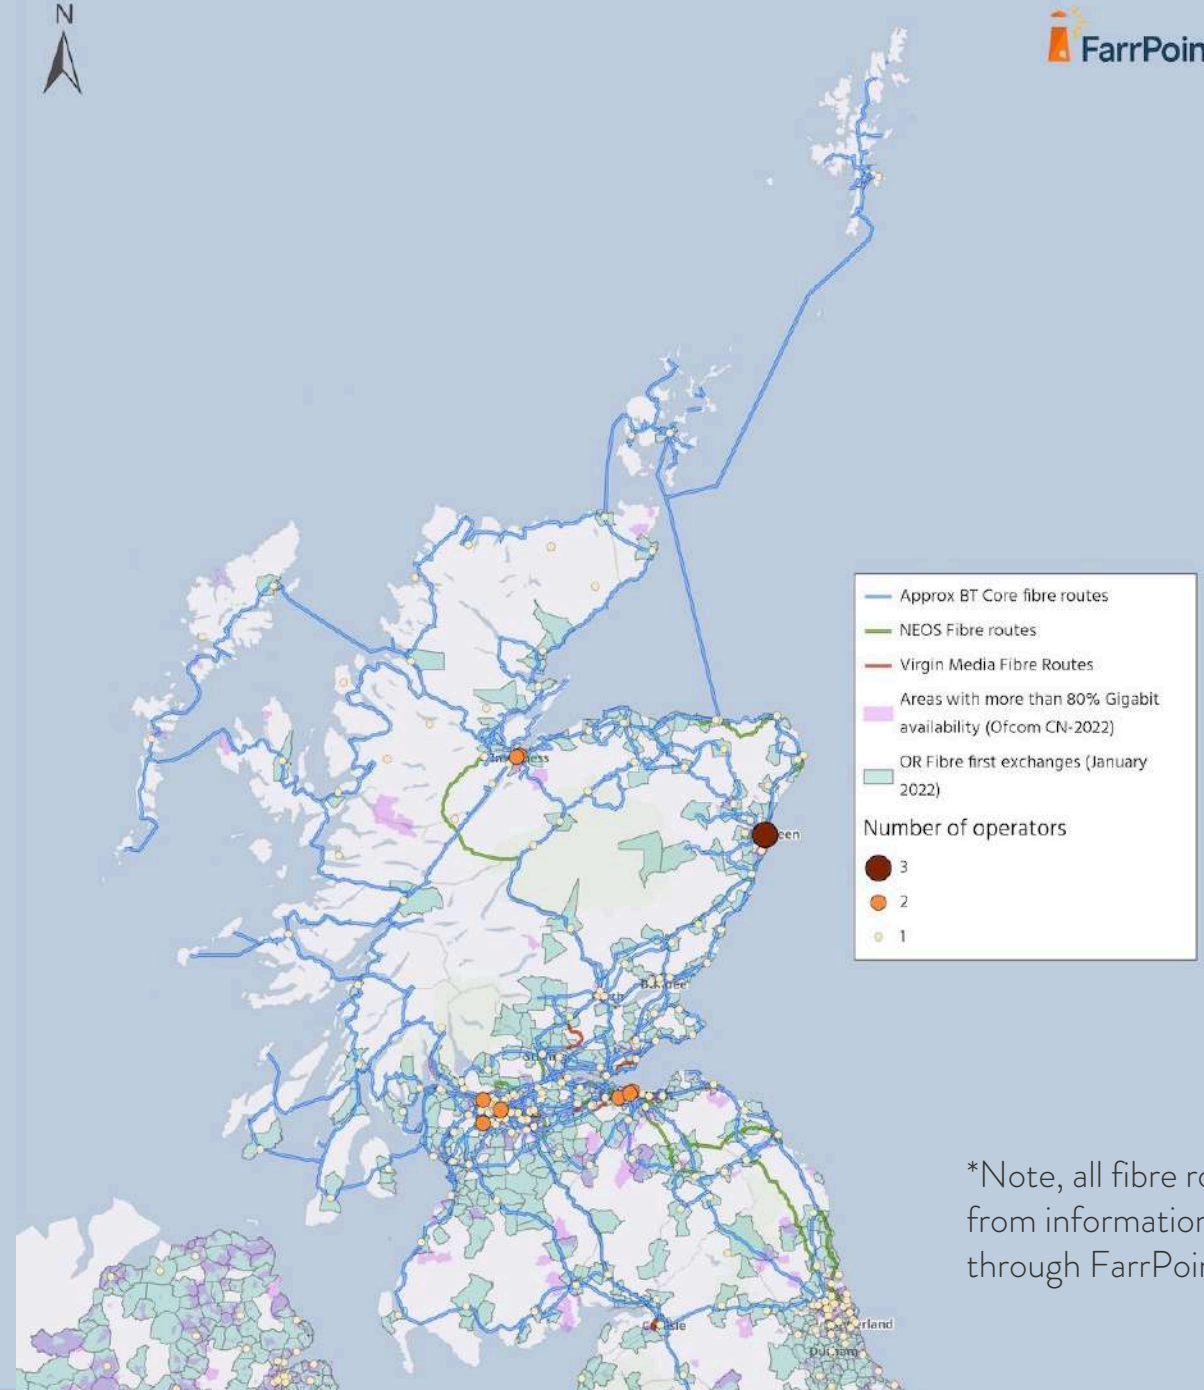 N
FarrPoin
Approx BT Core fibre routes
NEOS Fibre routes
Virgin Media Fibre Routes
Areas with more than 80% Gigabit
availability (Ofcom CN-2022)
OR Fibre first exchanges (January
2022)
Number of operators
3
2
1
een
*Note, all fibre ro
from information
through FarrPoin
erland